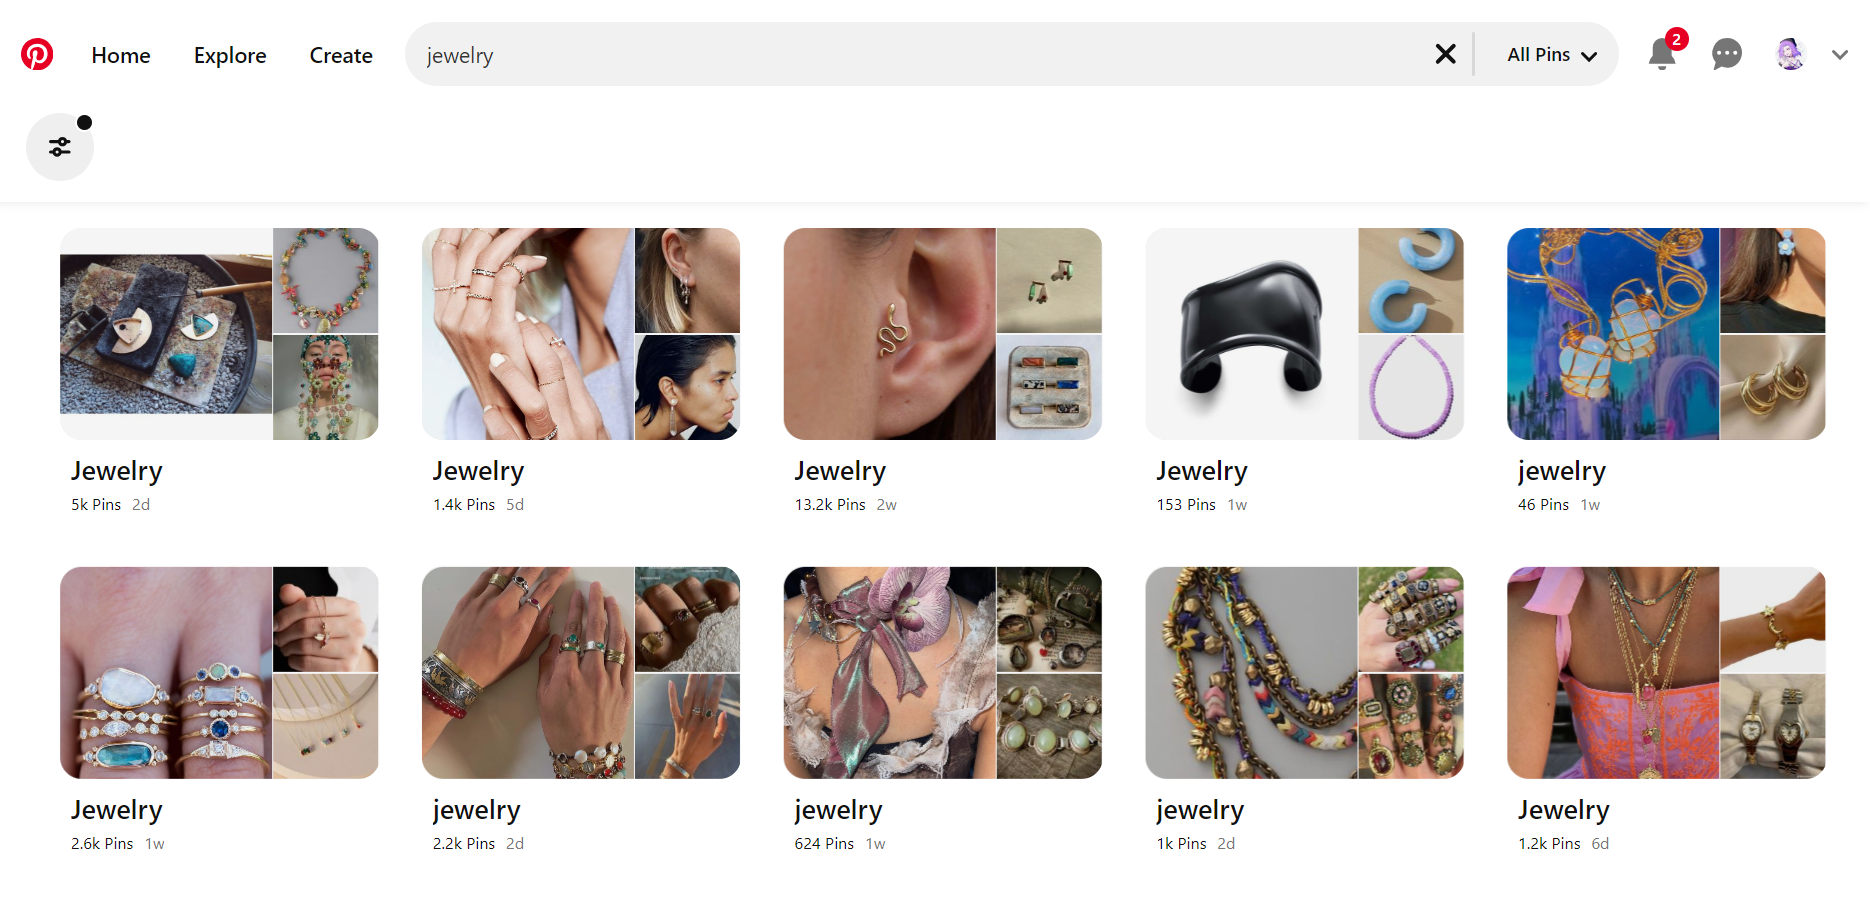 Home Explore Create jewelry All Pins 2
Jewelry
5k Pins 2d
Jewelry
1.4k Pins 5d
Jewelry
13.2k Pins 2w
Jewelry
153 Pins 1w
jewelry
46 Pins 1w
Jewelry
2.6k Pins 1w
jewelry
2.2k Pins 2d
jewelry
624 Pins 1w
jewelry
1k Pins 2d
Jewelry
1.2k Pins 6d